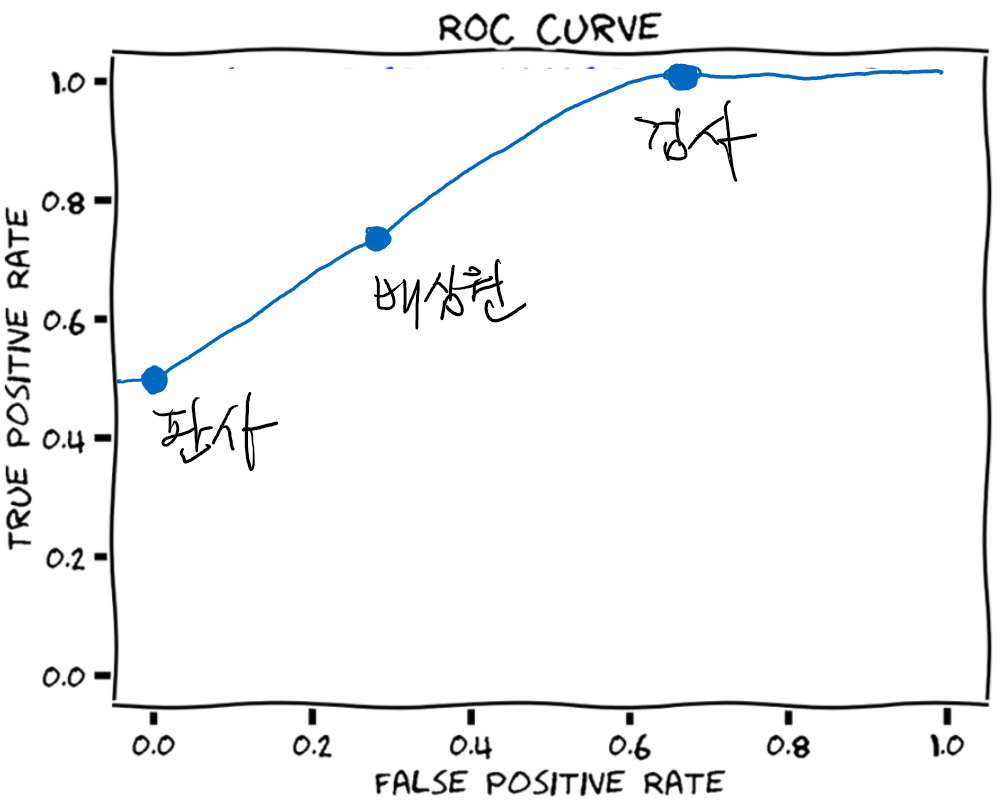 ROC CURVE
TRUE POSITIVE RATE
1.0
0.8
0.6
0.4
0.2
0.0
검사
배심원
판사
0.0 0.2 0.4 0.6 0.8 1.0
FALSE POSITIVE RATE